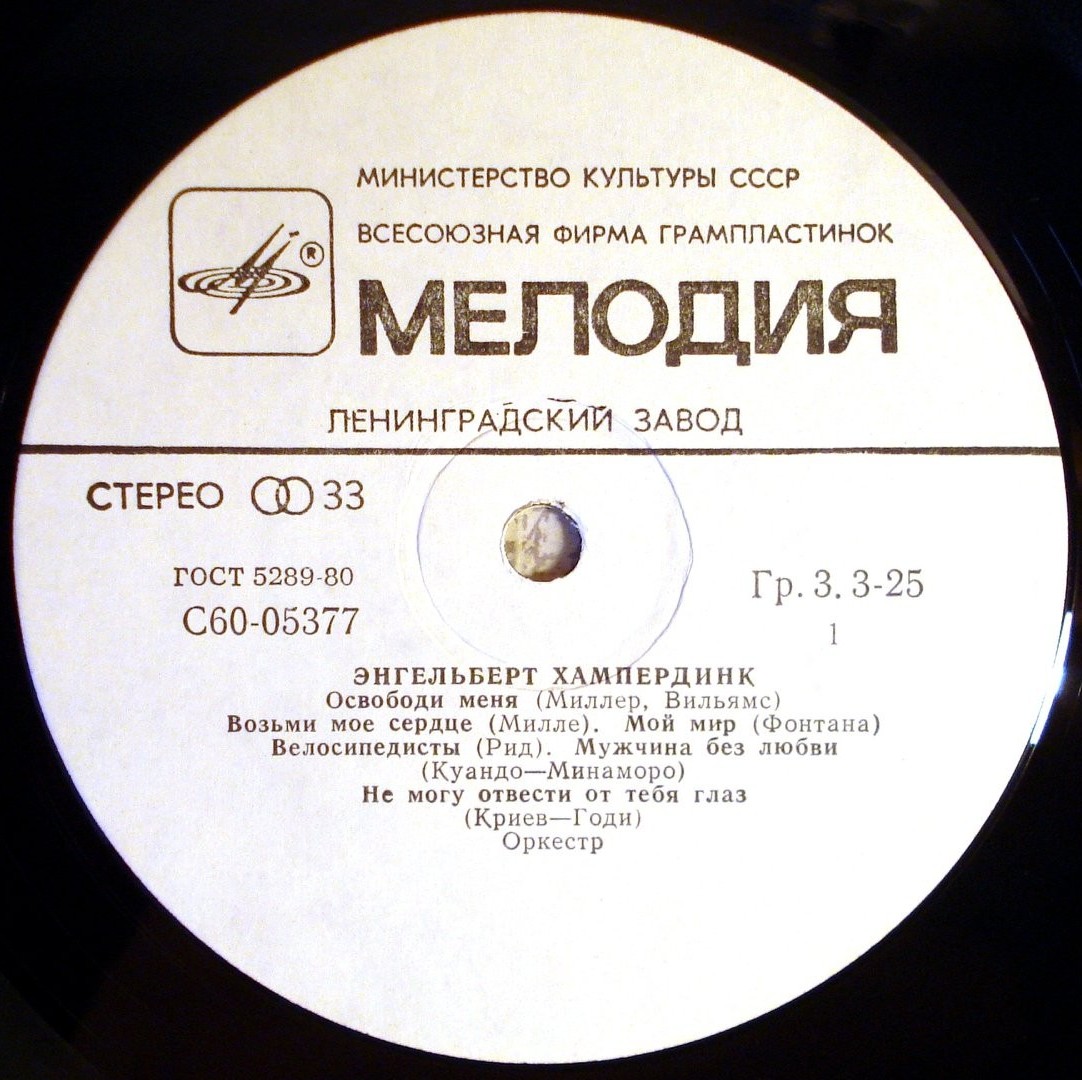 МИНИСТЕРСТВО КУЛЬТУРЫ СССР
ВСЕСОЮЗНАЯ ФИРМА ГРАМПЛАСТИНОК
®
МЕЛОДИЯ
ЛЕНИНГРАДСКИЙ ЗАВОД
СТЕРЕО 33
ГОСТ 5289-80
С60-05377
Гр. 3. 3-25
1
ЭНГЕЛЬБЕРТ ХАМПЕРДИНК
Освободи меня (Миллер, Вильямс)
Возьми мое сердце (Милле). Мой мир (Фонтана)
Велосипедисты (Рид). Мужчина без любви
(Куандо—Минаморо)
Не могу отвести от тебя глаз
(Криев—Годи)
Оркестр